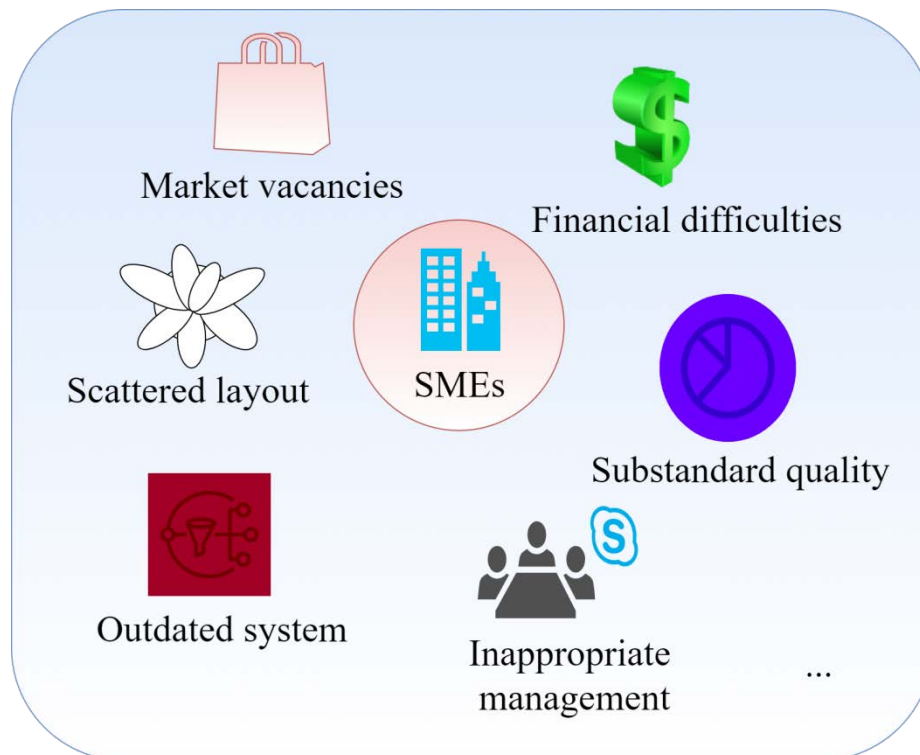 Market vacancies
Financial difficulties
SMEs
Scattered layout
Substandard quality
Outdated system
Inappropriate
management
...